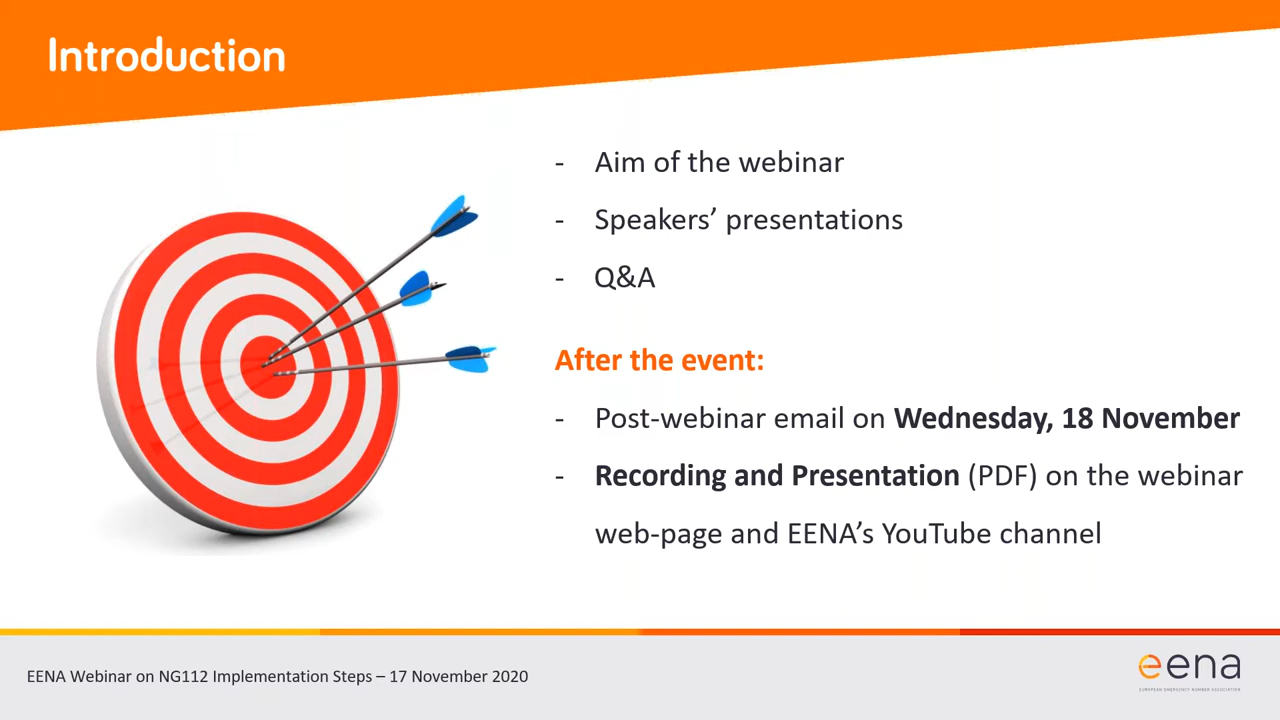 Introduction
- Aim of the webinar
- Speakers’ presentations
- Q&A
After the event:
- Post-webinar email on Wednesday, 18 November
- Recording and Presentation (PDF) on the webinar
web-page and EENA’s YouTube channel
EENA Webinar on NG112 Implementation Steps – 17 November 2020
eena
EUROPEAN EMERGENCY NUMBER ASSOCIATION